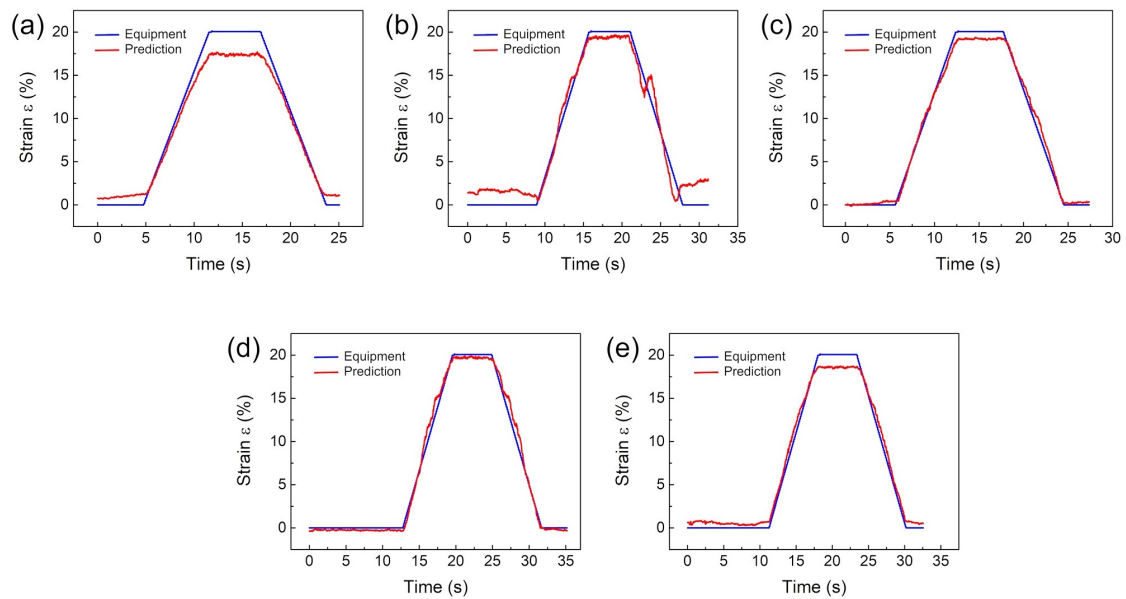 (a)
Equipment
Prediction
Strain ε (%)
20
15
10
5
0
0 5 10 15 20 25
Time (s)
(b)
Equipment
Prediction
Strain ε (%)
20
15
10
5
0
0 5 10 15 20 25 30 35
Time (s)
(c)
Equipment
Prediction
Strain ε (%)
20
15
10
5
0
0 5 10 15 20 25 30
Time (s)
(d)
Equipment
Prediction
Strain ε (%)
20
15
10
5
0
0 5 10 15 20 25 30 35
Time (s)
(e)
Equipment
Prediction
Strain ε (%)
20
15
10
5
0
0 5 10 15 20 25 30 35
Time (s)